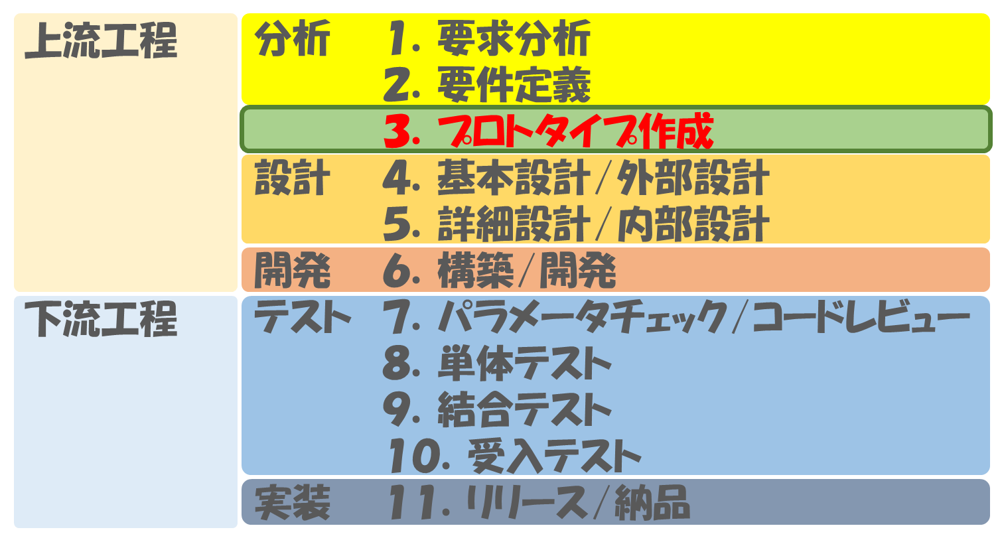 上流工程
分析 1. 要求分析
2. 要件定義
3. プロトタイプ作成
設計 4. 基本設計/外部設計
5. 詳細設計/内部設計
開発 6. 構築/開発
下流工程
テスト 7. パラメータチェック/コードレビュー
8. 単体テスト
9. 結合テスト
10. 受入テスト
実装 11. リリース/納品